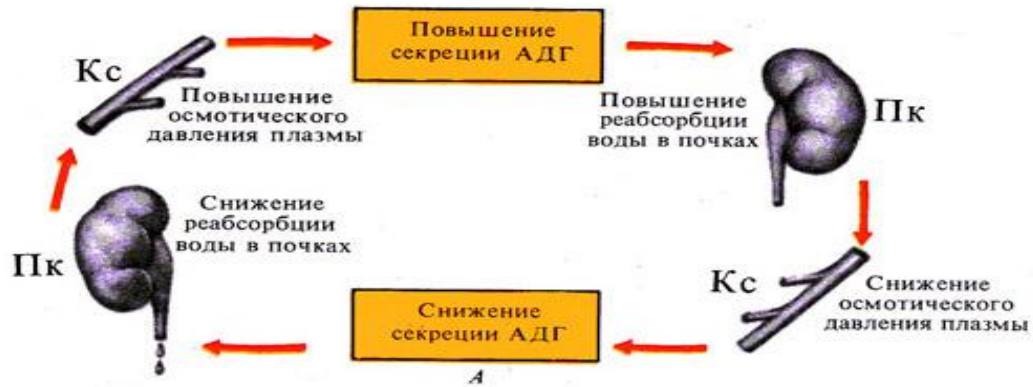 Повышение
секреции АДГ
Кс
Повышение
осмотического
давления плазмы
Повышение
реабсорбции
воды в почках
Пк
Снижение
реабсорбции
воды в почках
Пк
Кс
Снижение
осмотического
давления плазмы
Снижение
секреции АДГ
А